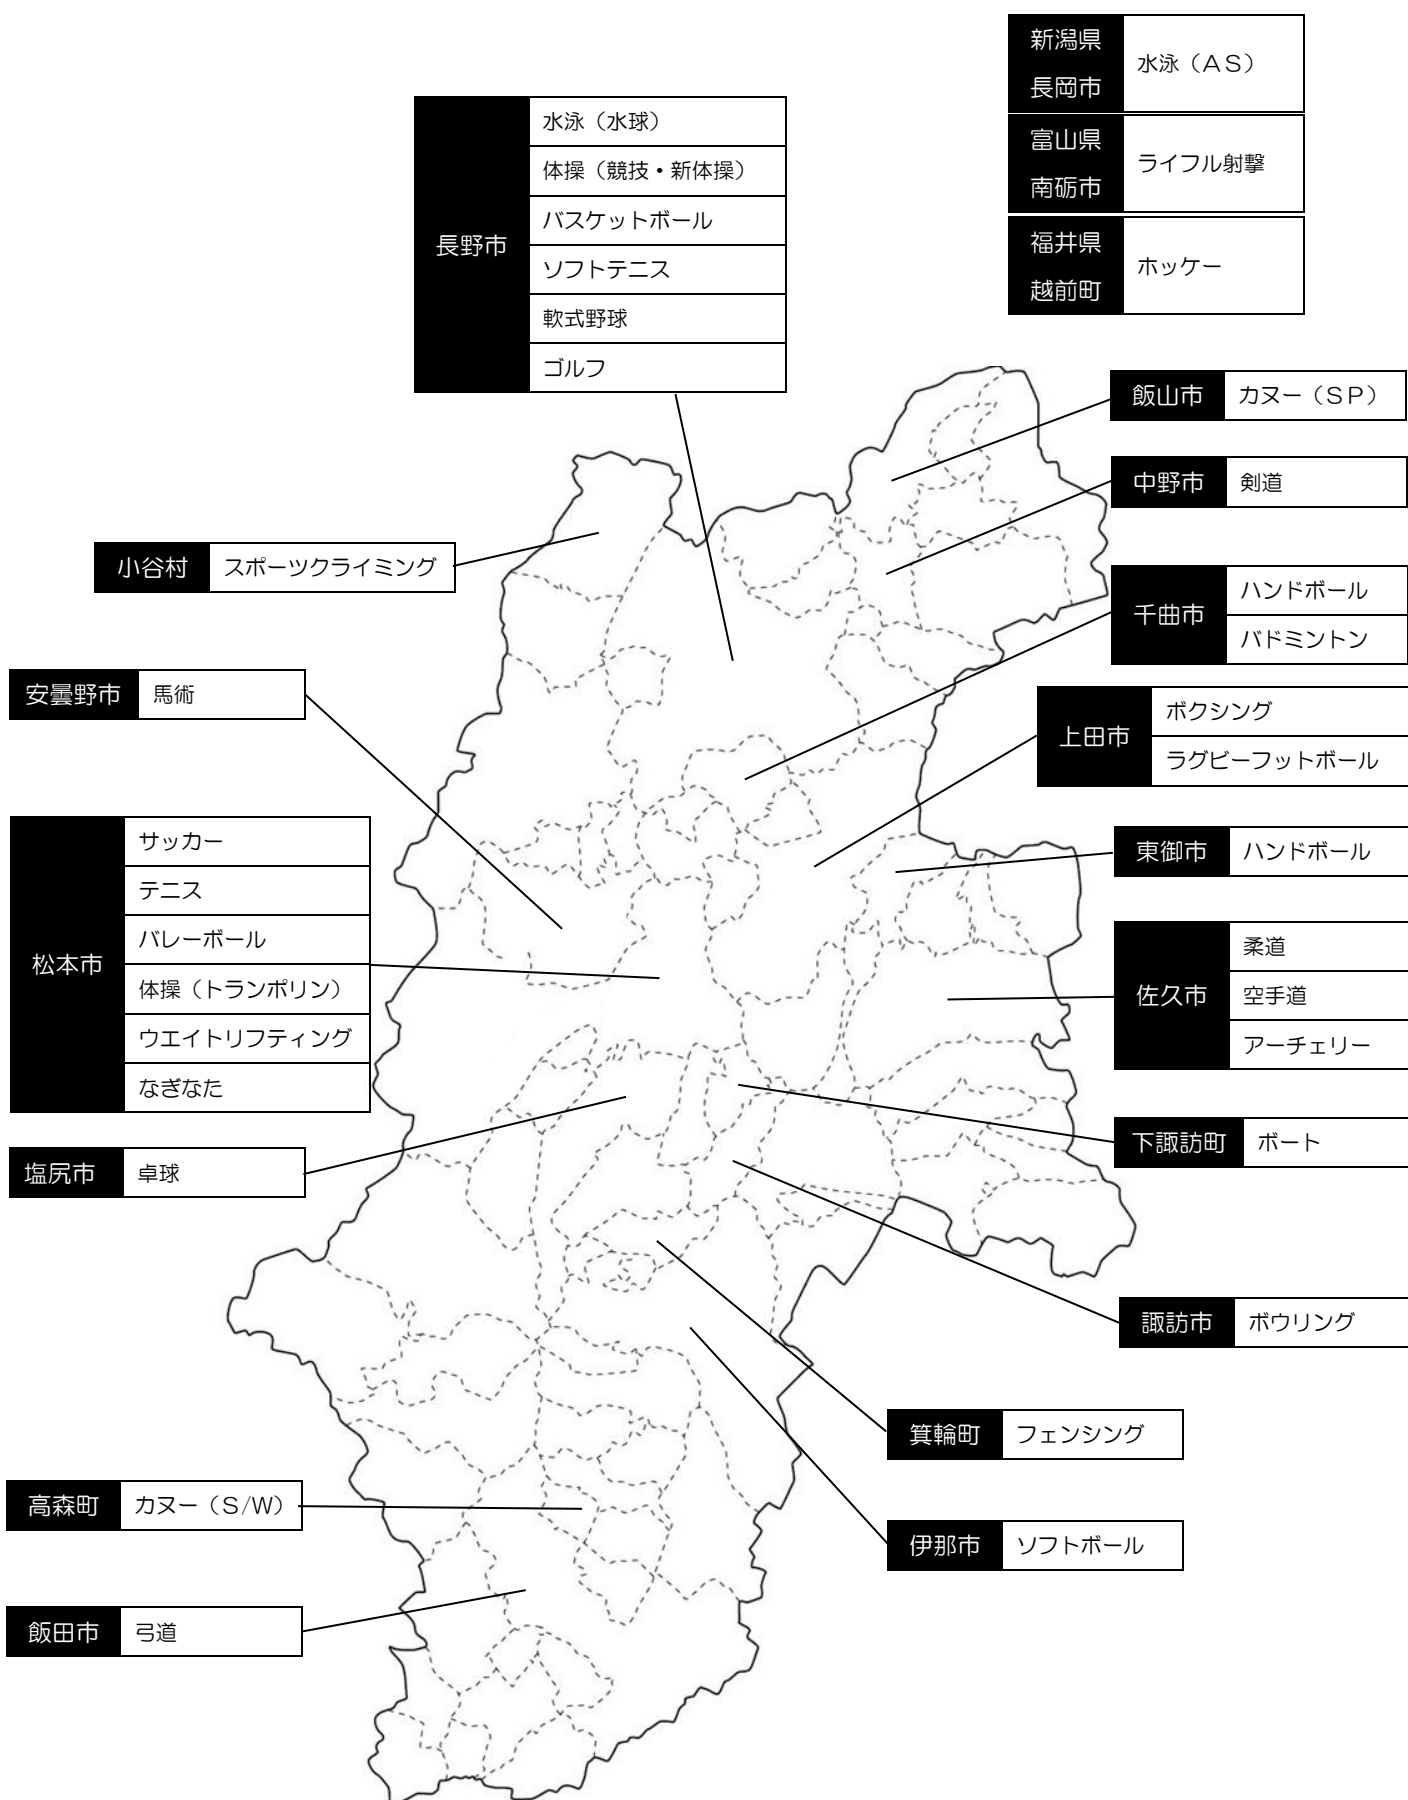 新潟県
長岡市
水泳（ＡＳ）
富山県
南砺市
ライフル射撃
福井県
越前町
ホッケー
長野市
水泳（水球）
体操（競技・新体操）
バスケットボール
ソフトテニス
軟式野球
ゴルフ
飯山市
カヌー（ＳＰ）
中野市
剣道
小谷村
スポーツクライミング
千曲市
ハンドボール
バドミントン
安曇野市
馬術
上田市
ボクシング
ラグビーフットボール
松本市
サッカー
テニス
バレーボール
体操（トランポリン）
ウエイトリフティング
なぎなた
東御市
ハンドボール
佐久市
柔道
空手道
アーチェリー
下諏訪町
ボート
塩尻市
卓球
諏訪市
ボウリング
箕輪町
フェンシング
高森町
カヌー（Ｓ/Ｗ）
伊那市
ソフトボール
飯田市
弓道